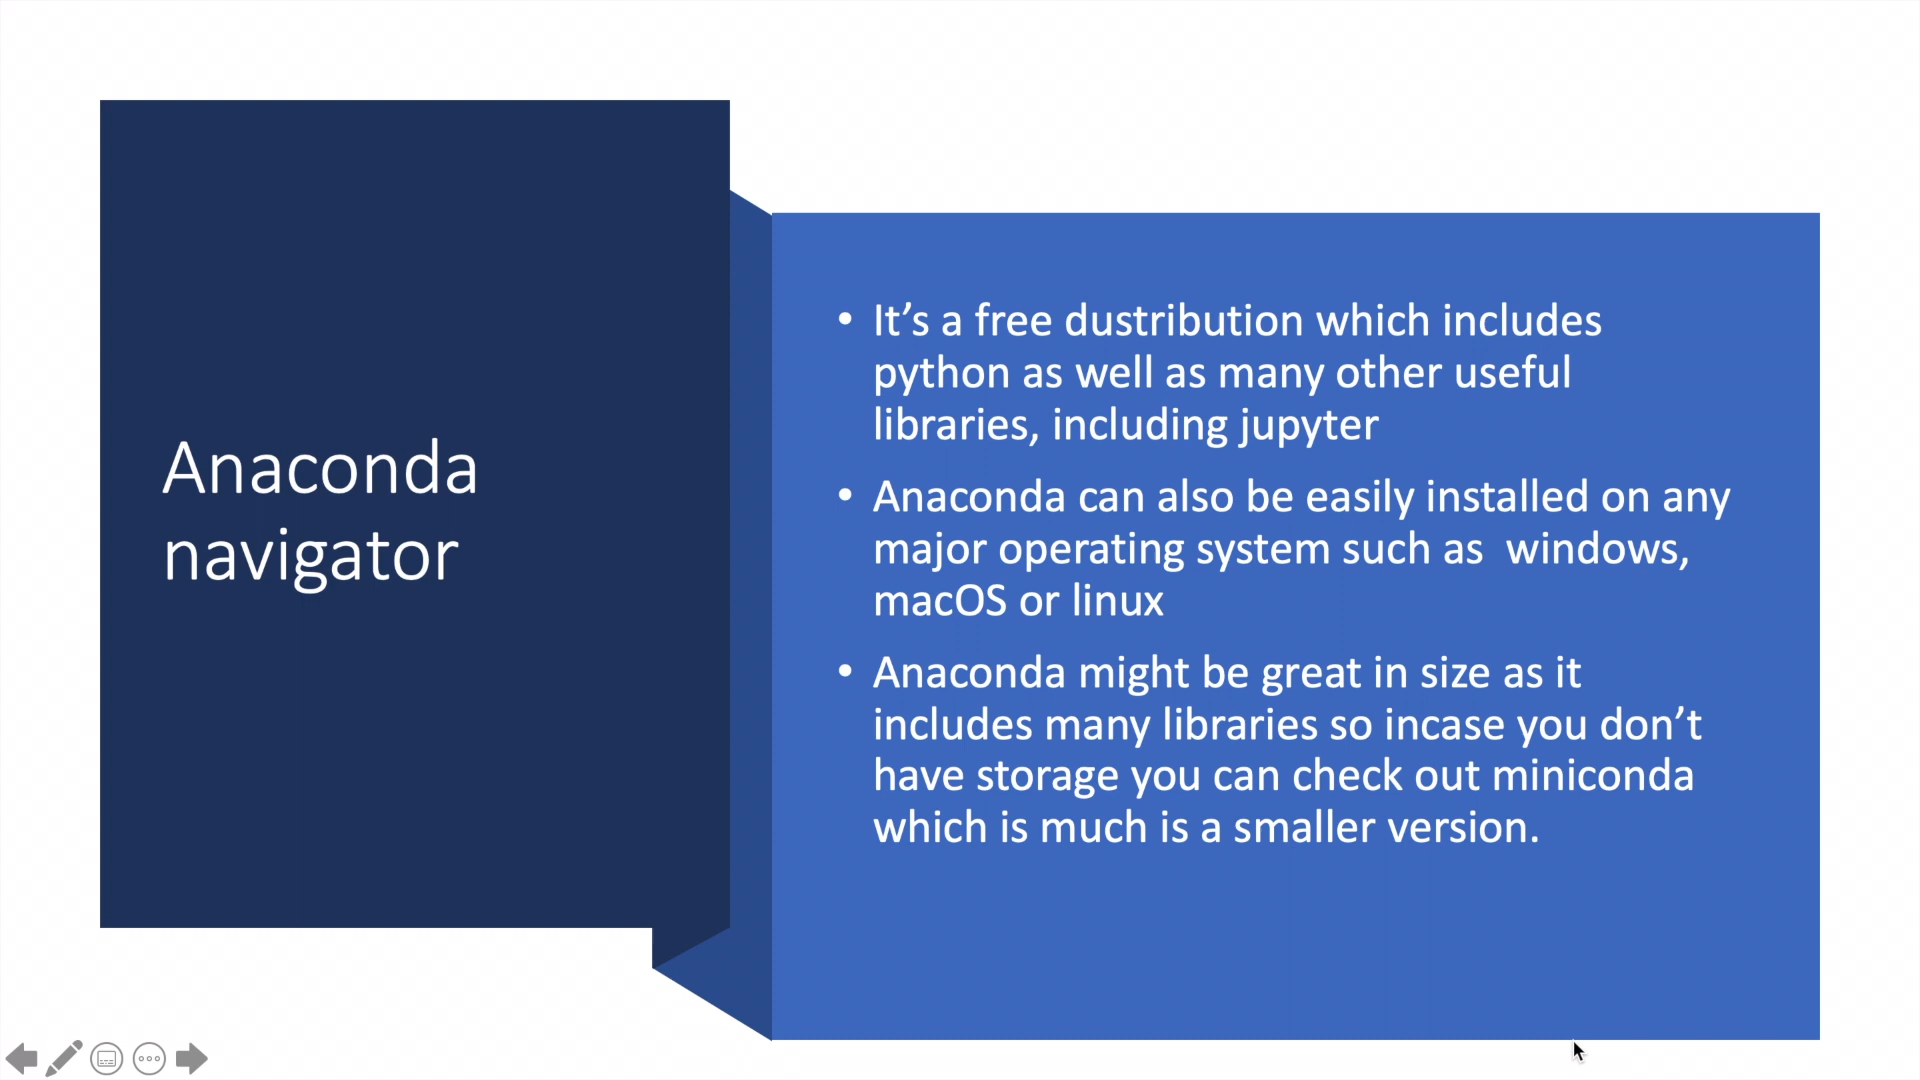 Anaconda
navigator
• It’s a free dustribution which includes
python as well as many other useful
libraries, including jupyter
• Anaconda can also be easily installed on any
major operating system such as  windows,
macOS or linux
• Anaconda might be great in size as it
includes many libraries so incase you don’t
have storage you can check out miniconda
which is much is a smaller version.